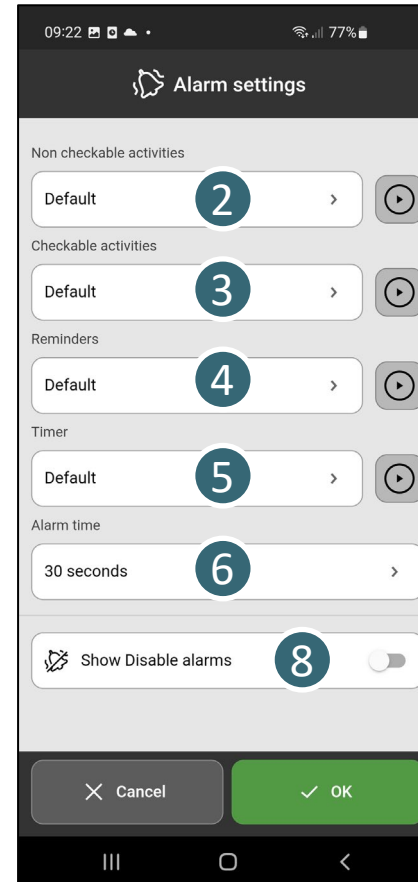 09:22 77%
Alarm settings
Non checkable activities
Default 2
Checkable activities
Default 3
Reminders
Default 4
Timer
Default 5
Alarm time
30 seconds 6
Show Disable alarms 8
Cancel OK